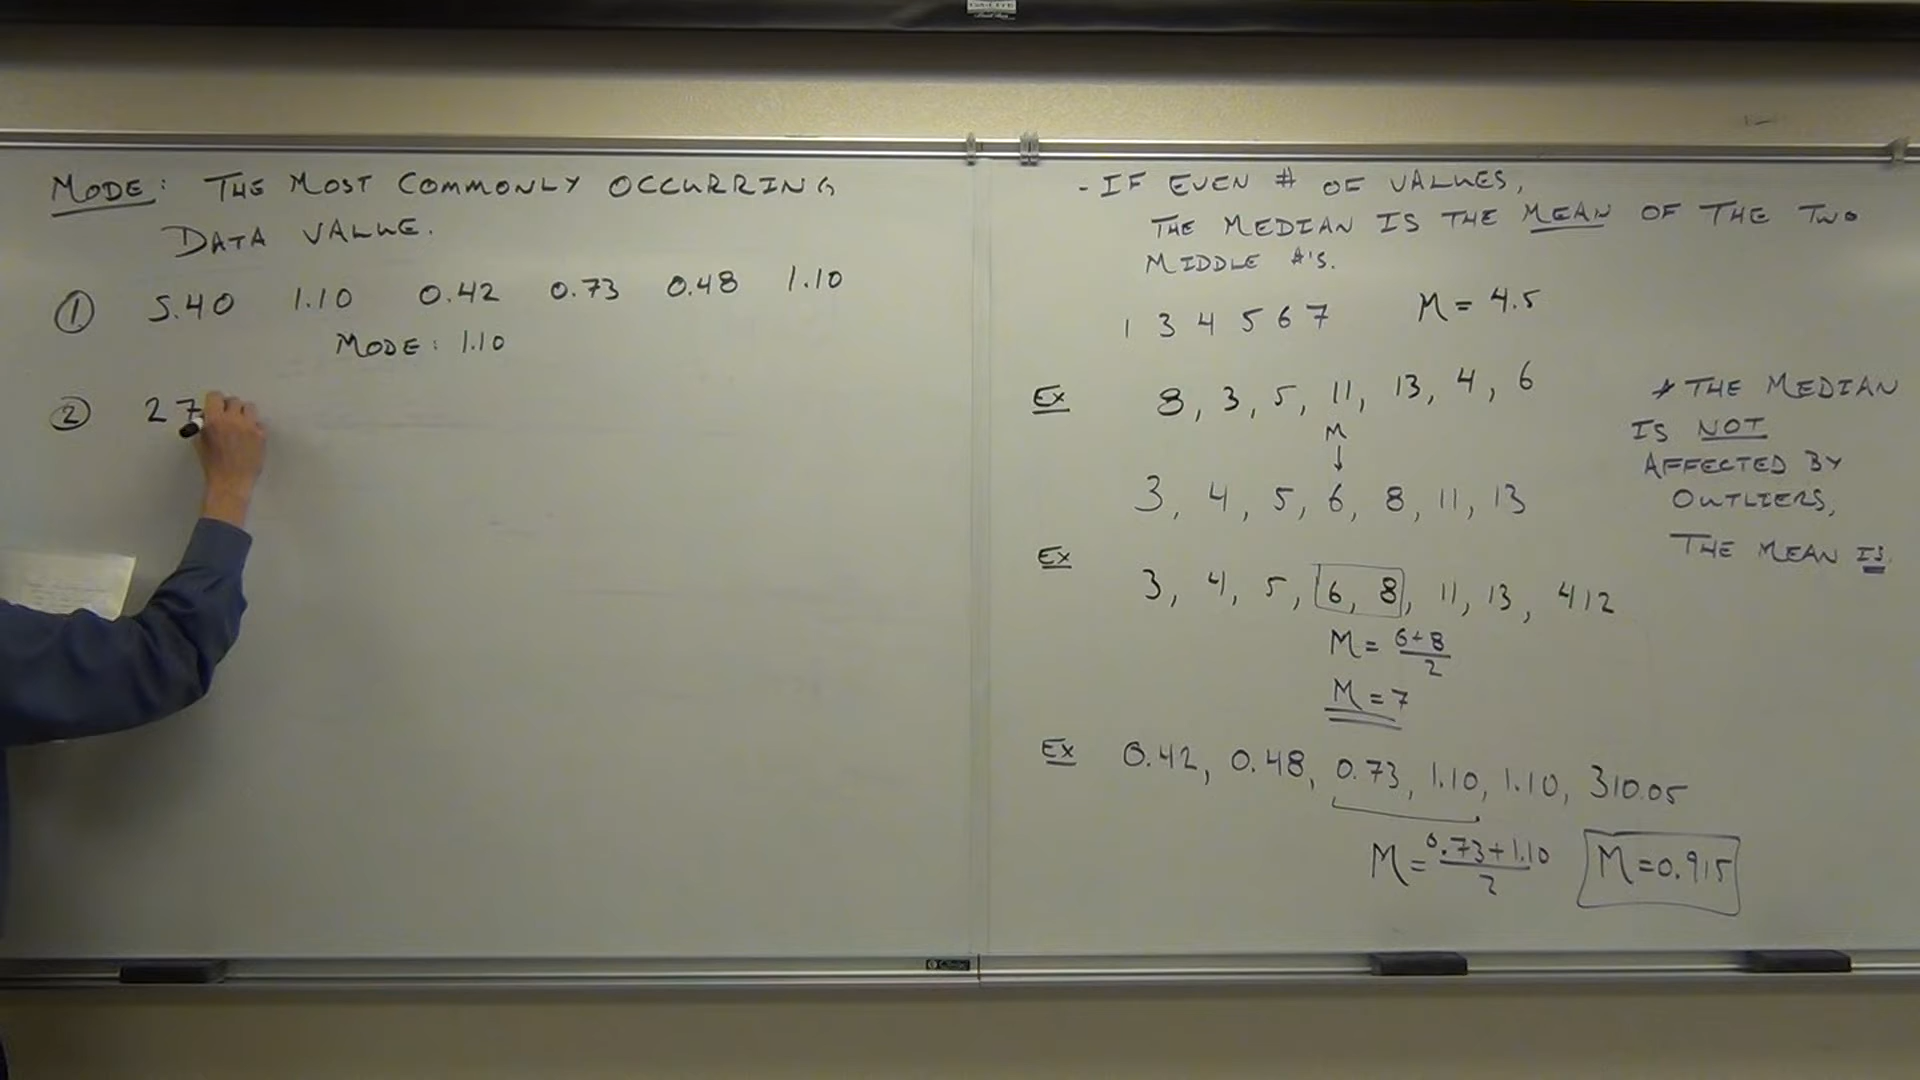 MODE: THE MOST COMMONLY OCCURRING
DATA VALUE.
① 5.40 1.10 0.42 0.73 0.48 1.10
MODE: 1.10
② 27
- IF EVEN # OF VALUES,
THE MEDIAN IS THE MEAN OF THE TWO
MIDDLE #'S.
1 3 4 5 6 7 M = 4.5
Ex 8, 3, 5, 11, 13, 4, 6
M
↓
3, 4, 5, 6, 8, 11, 13
Ex 3, 4, 5, 6, 8, 11, 13, 412
M = 6+8/2
M = 7
Ex 0.42, 0.48, 0.73, 1.10, 1.10, 310.05
M = 0.73+1.10/2 M = 0.915
* THE MEDIAN
IS NOT
AFFECTED BY
OUTLIERS,
THE MEAN IS